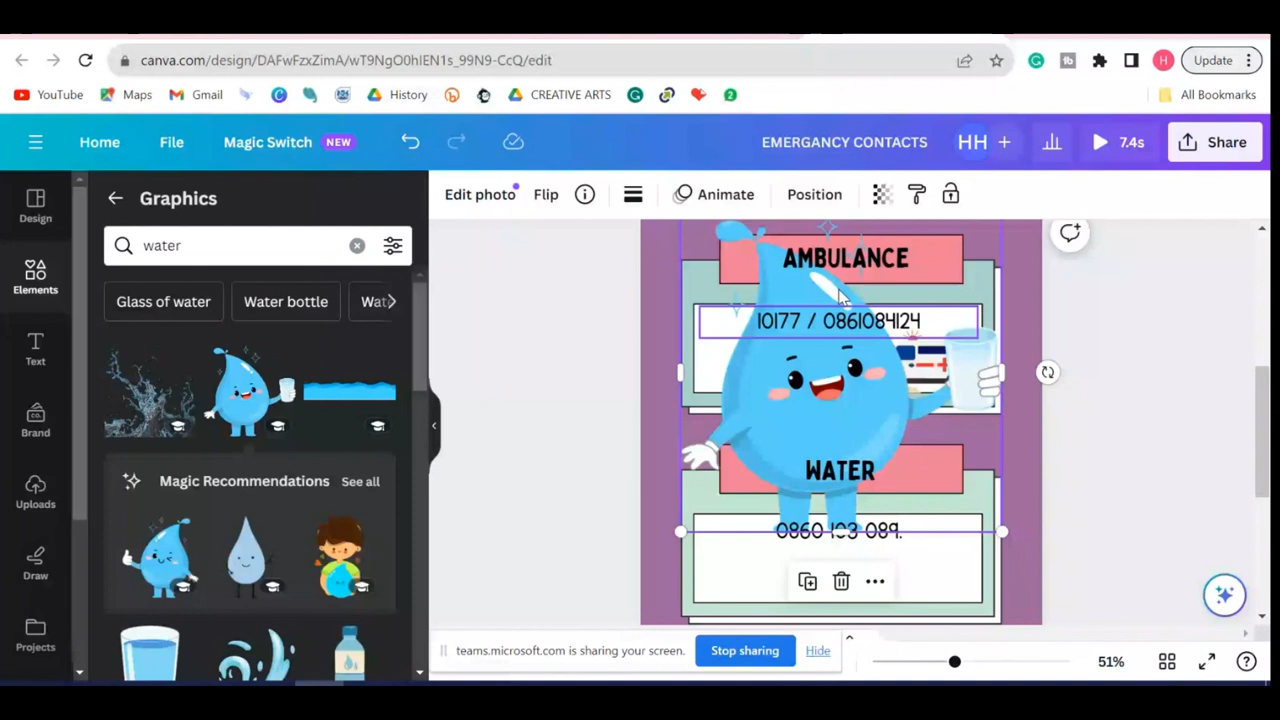 canva.com/design/DAFwFzxZimA/wT9NgO0hIEN1s_99N9-CcQ/edit
Update
YouTube
Maps
Gmail
History
CREATIVE ARTS
All Bookmarks
Home
File
Magic Switch NEW
EMERGANCY CONTACTS
HH
7.4s
Share
Design
Elements
Text
Brand
Uploads
Draw
Projects
Graphics
water
Glass of water
Water bottle
Wat
Magic Recommendations
See all
Edit photo
Flip
Animate
Position
AMBULANCE
10177 / 0861084124
WATER
0860 103 089.
teams.microsoft.com is sharing your screen.
Stop sharing
Hide
51%